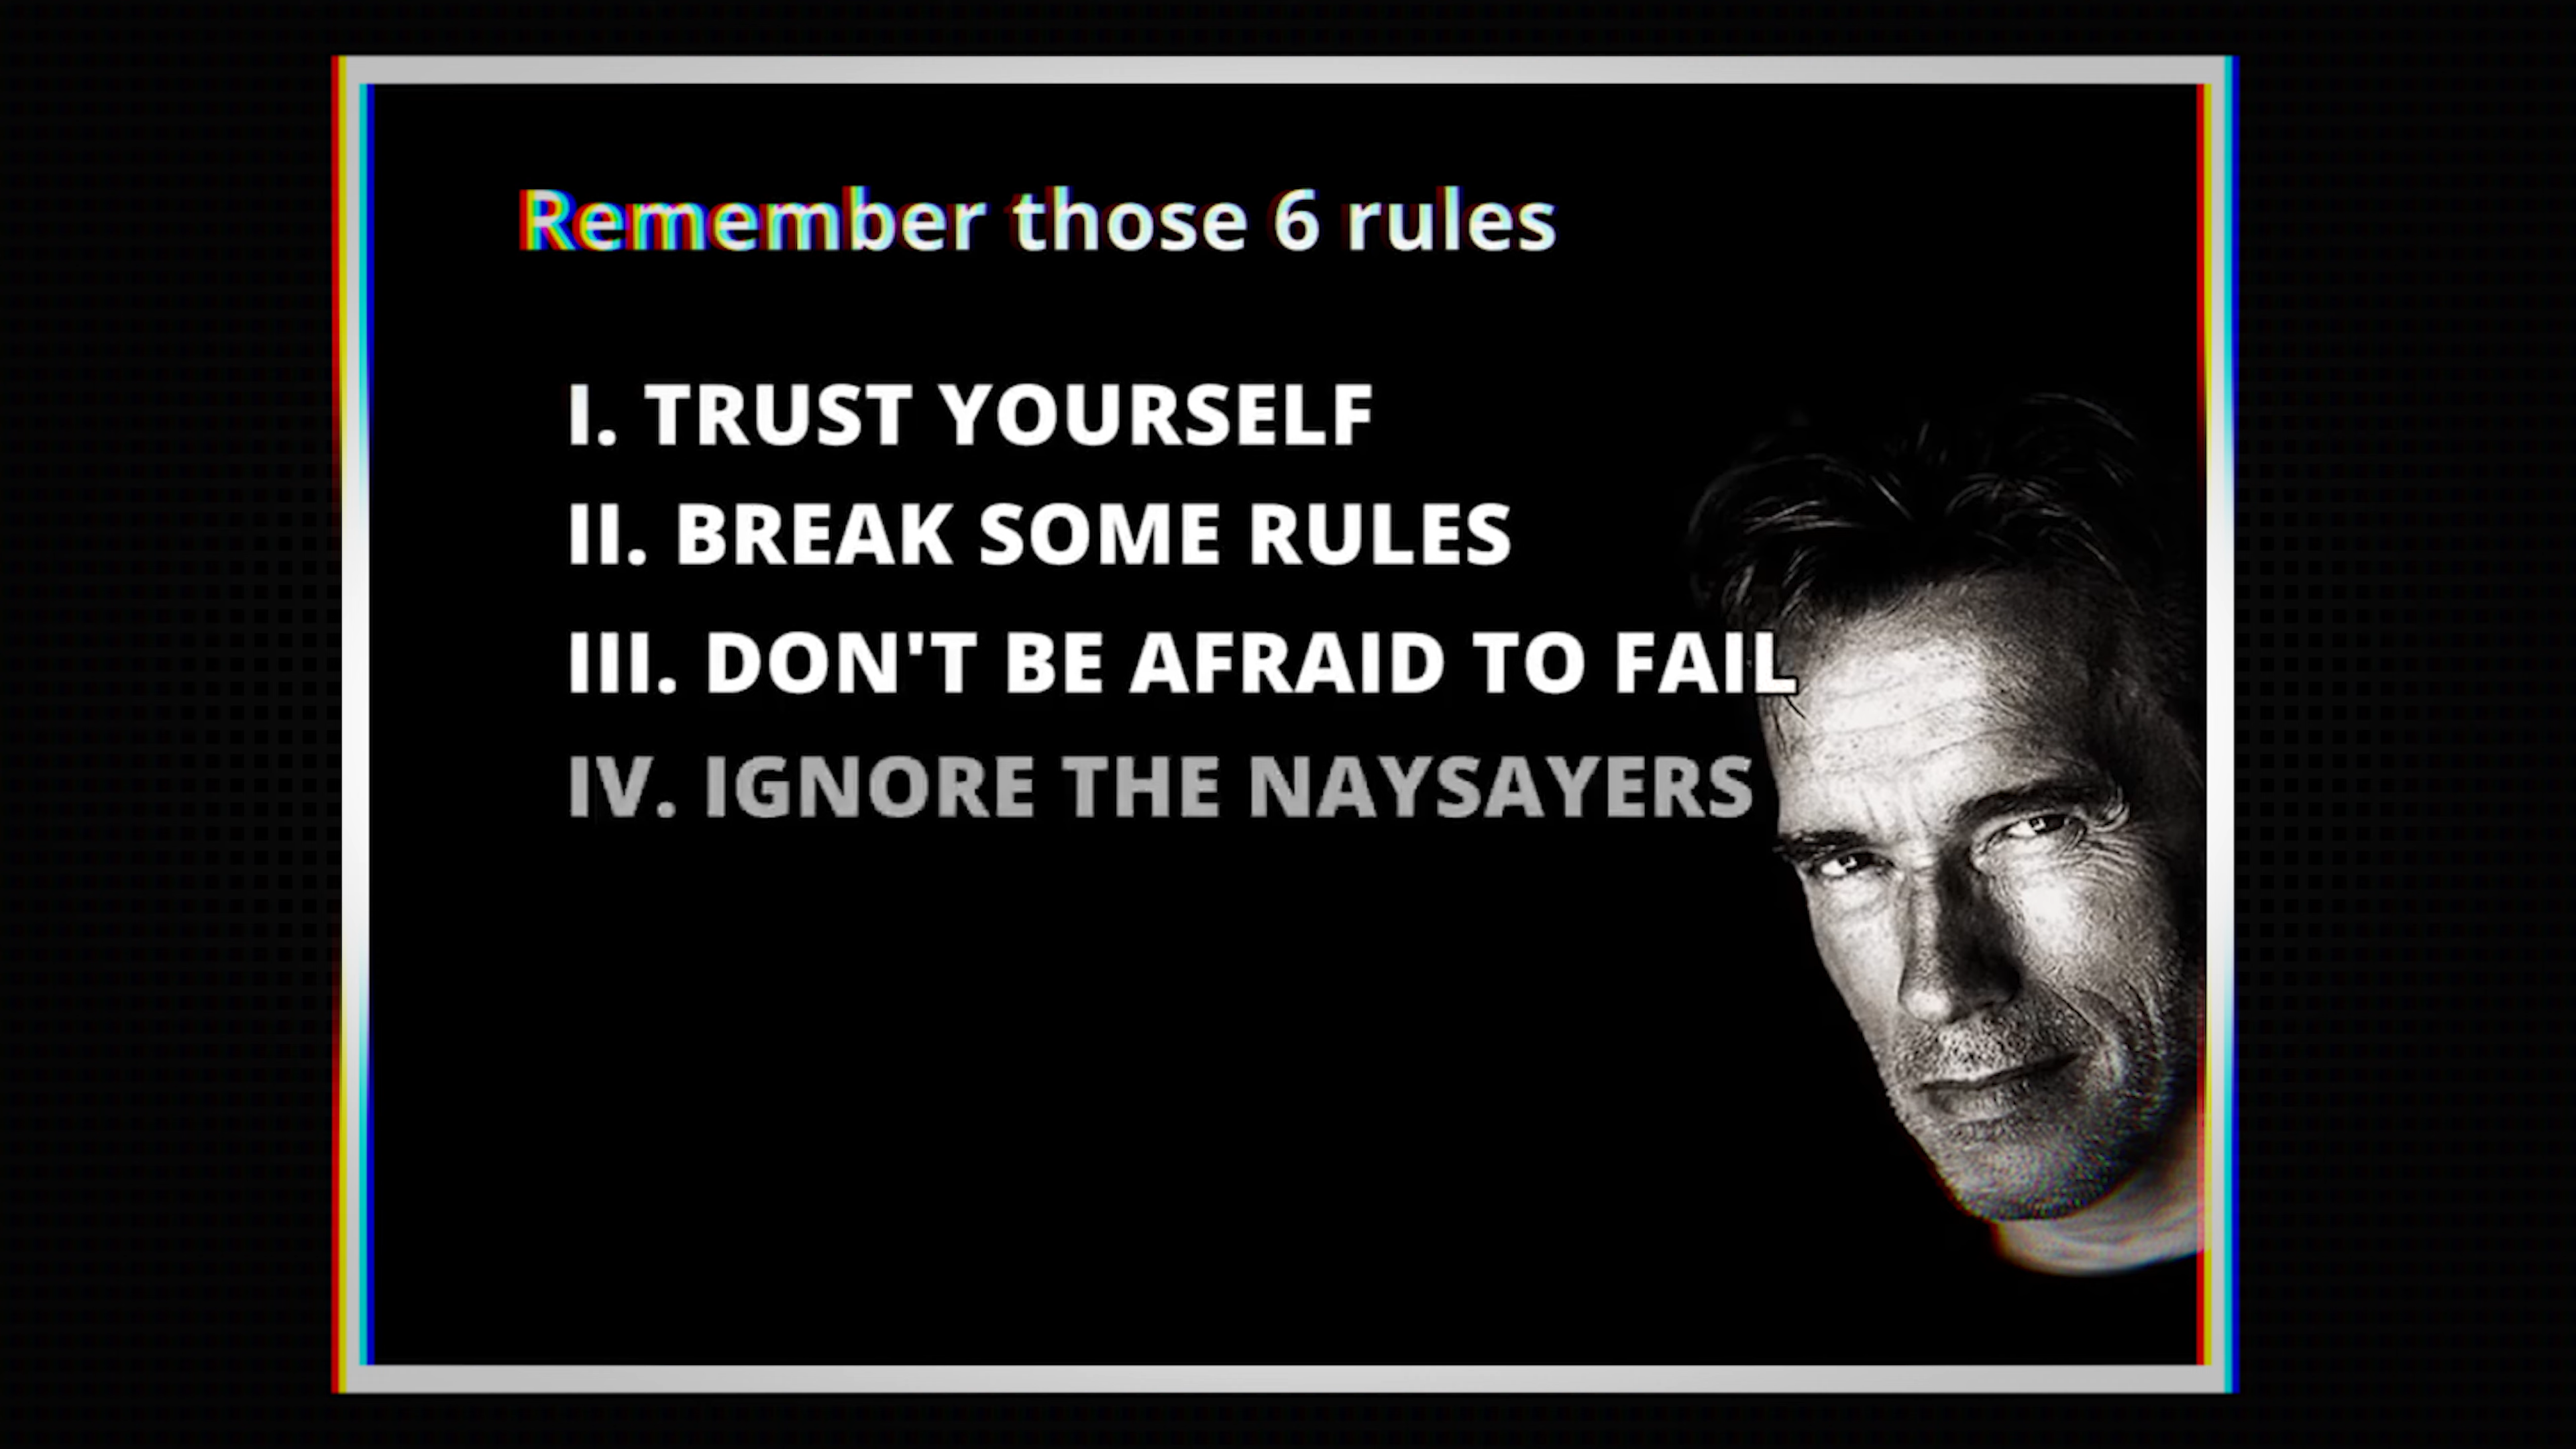 Remember those 6 rules
I. TRUST YOURSELF
II. BREAK SOME RULES
III. DON'T BE AFRAID TO FAIL
IV. IGNORE THE NAYSAYERS